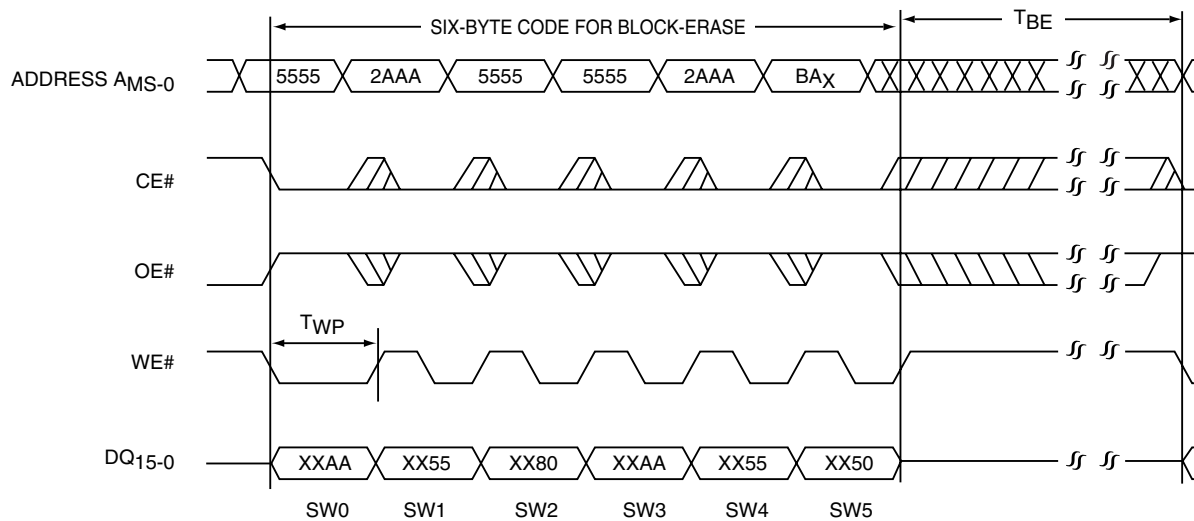 SIX-BYTE CODE FOR BLOCK-ERASE TBE
ADDRESS AMS-0 5555 2AAA 5555 5555 2AAA BAX
CE#
OE#
TWP
WE#
DQ15-0 XXAA XX55 XX80 XXAA XX55 XX50
SW0 SW1 SW2 SW3 SW4 SW5